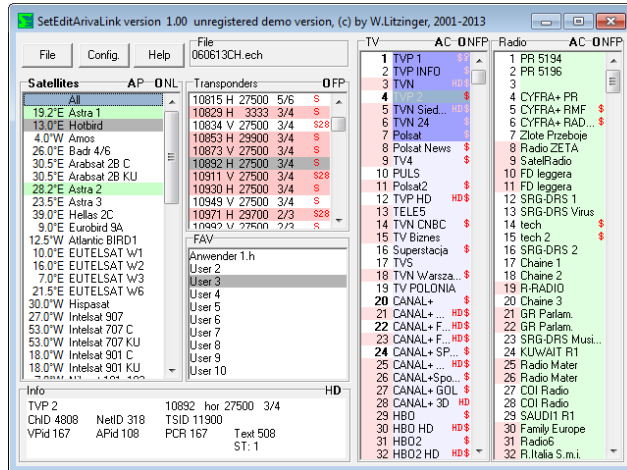 SetEditArivaLink version 1.00 unregistered demo version, (c) by W.Litzinger, 2001-2013
File Config. Help
File
060613CH.ech
Satellites AP ONL
All
19.2°E Astra 1
13.0°E Hotbird
4.0°W Amos
26.0°E Badr 4/6
30.5°E Arabsat 2B C
30.5°E Arabsat 2B KU
28.2°E Astra 2
23.5°E Astra 3
39.0°E Hellas 2C
9.0°E Eurobird 9A
12.5°W Atlantic BIRD1
10.0°E EUTELSAT W1
16.0°E EUTELSAT W2
7.0°E EUTELSAT W3
21.5°E EUTELSAT W6
30.0°W Hispasat
27.0°W Intelsat 907
53.0°W Intelsat 707 C
53.0°W Intelsat 707 KU
18.0°W Intelsat 901 C
18.0°W Intelsat 901 KU
Transponders OFP
10815 H 27500 5/6 S
10829 H 3333 3/4 S
10834 V 27500 3/4 S28
10853 H 29900 3/4 S
10873 V 27500 3/4 S
10892 H 27500 3/4 S
10911 V 27500 3/4 S28
10930 H 27500 3/4 S
10949 V 27500 3/4 S
10971 H 29700 2/3 S28
10992 V 27500 2/3 S
FAV
Anwender 1.h
User 2
User 3
User 4
User 5
User 6
User 7
User 8
User 9
User 10
TV AC ONFP
1 TVP 1 S$
2 TVP INFO $
3 TVN HD$
4 TVP 2 $
5 TVN Sied... HD$
6 TVN 24 $
7 Polsat $
8 Polsat News $
9 TV4 $
10 PULS
11 Polsat2 $
12 TVP HD HD$
13 TELE5
14 TVN CNBC $
15 TV Biznes
16 Superstacja $
17 TVS
18 TVN Warsza... $
19 TV POLONIA
20 CANAL+ $
21 CANAL+ ... HD$
22 CANAL+ F... HD$
23 CANAL+ F... HD$
24 CANAL+ SP... $
25 CANAL+ ... HD$
26 CANAL+Spo... $
27 CANAL+ GOL $
28 CANAL+ 3D HD
29 HBO $
30 HBO HD HD$
31 HBO2 $
32 HBO2 HD HD$
Radio AC ONFP
1 PR 5194
2 PR 5196
3
4 CYFRA+ PR
5 CYFRA+ RMF $
6 CYFRA+ RAD... $
7 Zlote Przeboje
8 Radio ZETA
9 SatelRadio
10 FD leggera
11 FD leggera
12 SRG-DRS 1
13 SRG-DRS Virus
14 tech $
15 tech 2 $
16 SRG-DRS 2
17 Chaine 1
18 Chaine 2
19 R-RADIO
20 Chaine 3
21 GR Parlam.
22 GR Parlam.
23 SRG-DRS Musi...
24 KUWAIT R1
25 Radio Mater
26 Radio Mater
27 COI Radio
28 COI Radio
29 SAUDI1 R1
30 Family Europe
31 Radio6
32 R.Italia S.m.i.
Info HD
TVP 2 10892 hor 27500 3/4
ChID 4808 NetID 318 TSID 11900
VPid 167 APid 108 PCR 167 Text 508
ST: 1